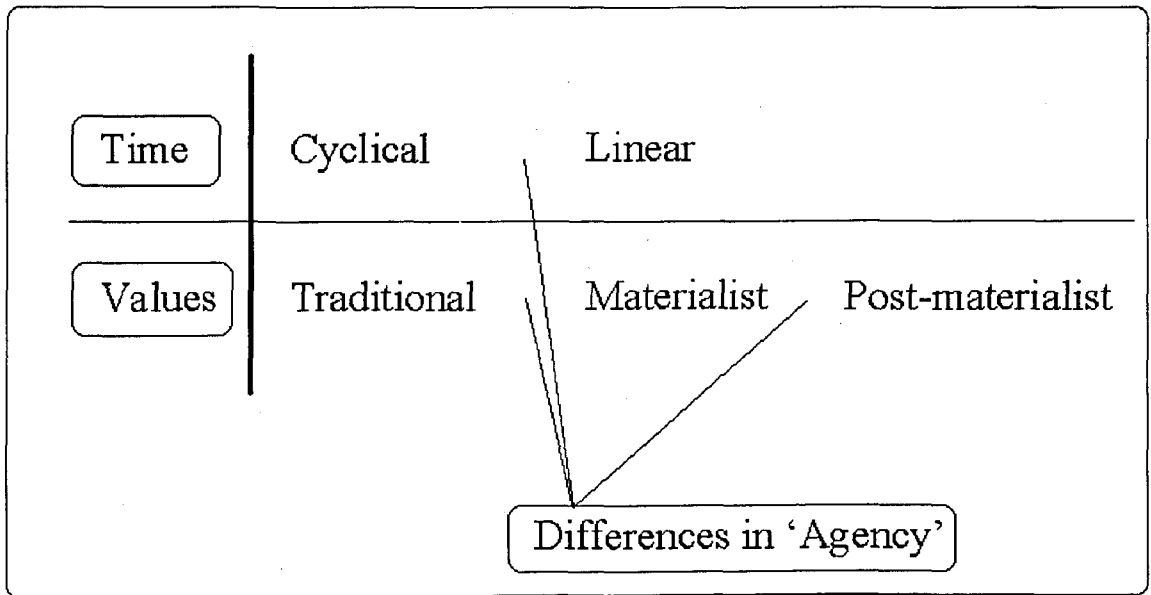 Time Cyclical Linear
Values Traditional Materialist Post-materialist
Differences in ‘Agency’